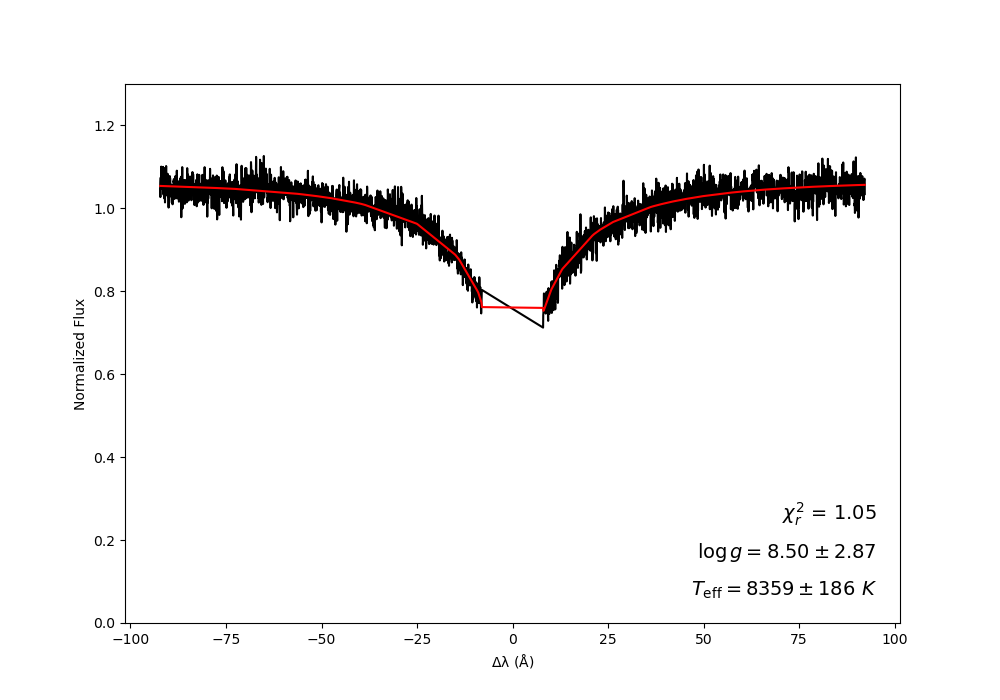 1.2
1.0
0.8
0.6
0.4
0.2
0.0
Normalized Flux
χ²ᵣ = 1.05
log g = 8.50 ± 2.87
T_eff = 8359 ± 186 K
−100 −75 −50 −25 0 25 50 75 100
Δλ (Å)